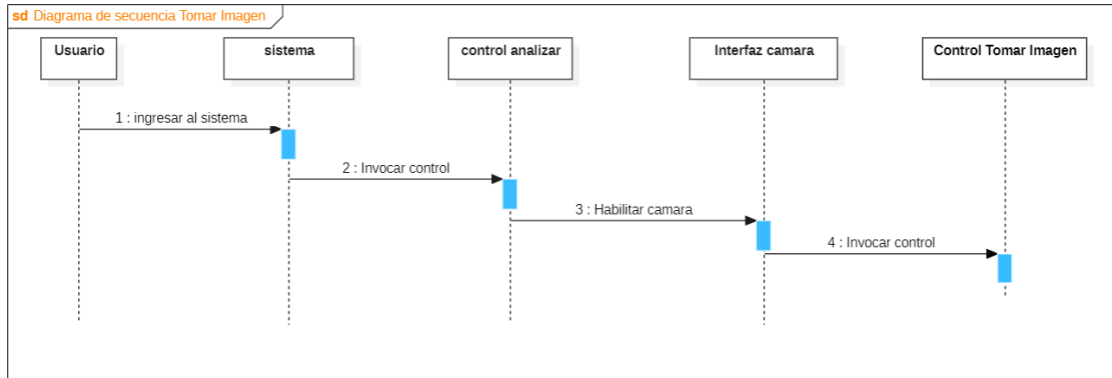 sd Diagrama de secuencia Tomar Imagen
Usuario
sistema
control analizar
Interfaz camara
Control Tomar Imagen
1 : ingresar al sistema
2 : Invocar control
3 : Habilitar camara
4 : Invocar control